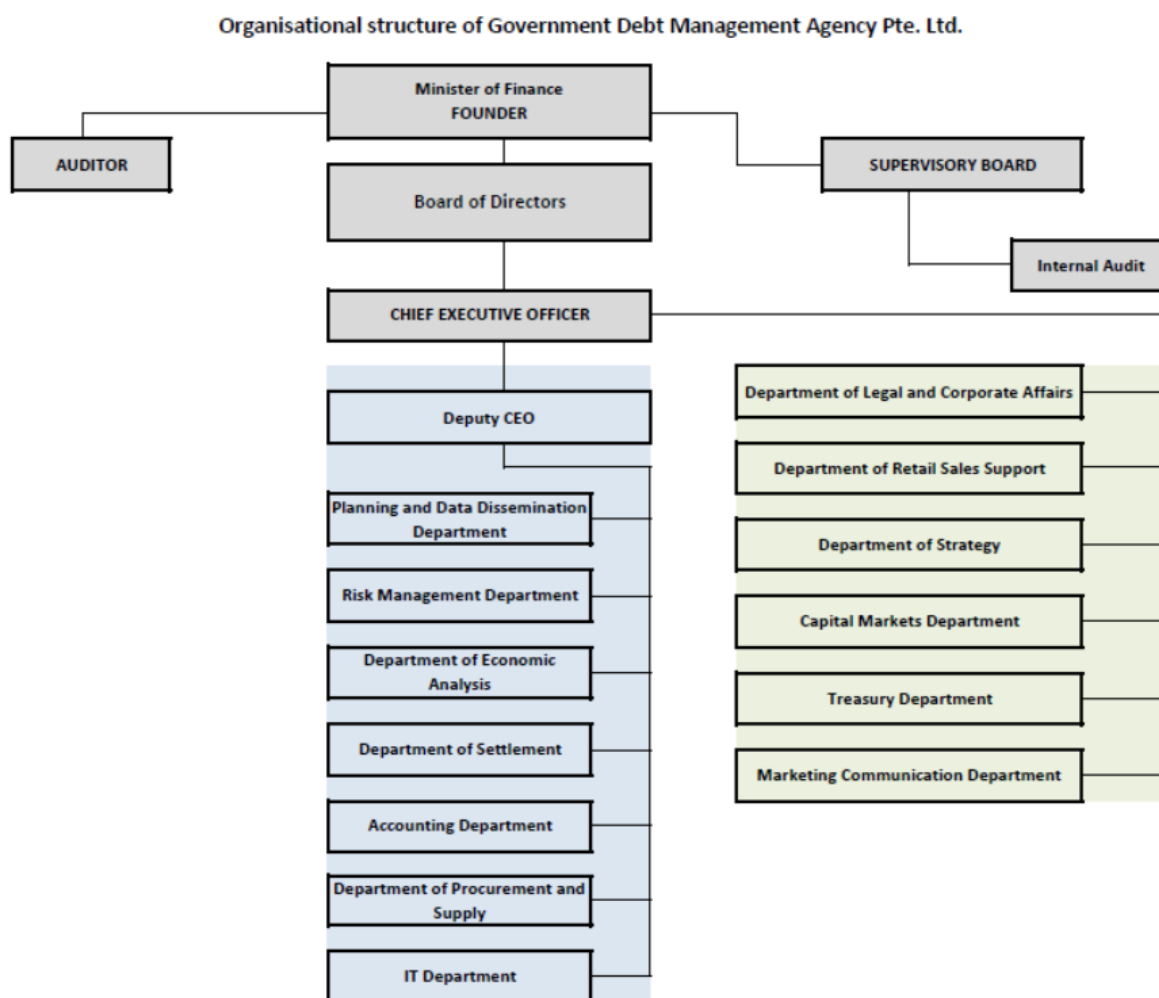 Organisational structure of Government Debt Management Agency Pte. Ltd.
Minister of Finance
FOUNDER
AUDITOR
SUPERVISORY BOARD
Board of Directors
Internal Audit
CHIEF EXECUTIVE OFFICER
Deputy CEO
Planning and Data Dissemination
Department
Risk Management Department
Department of Economic
Analysis
Department of Settlement
Accounting Department
Department of Procurement and
Supply
IT Department
Department of Legal and Corporate Affairs
Department of Retail Sales Support
Department of Strategy
Capital Markets Department
Treasury Department
Marketing Communication Department